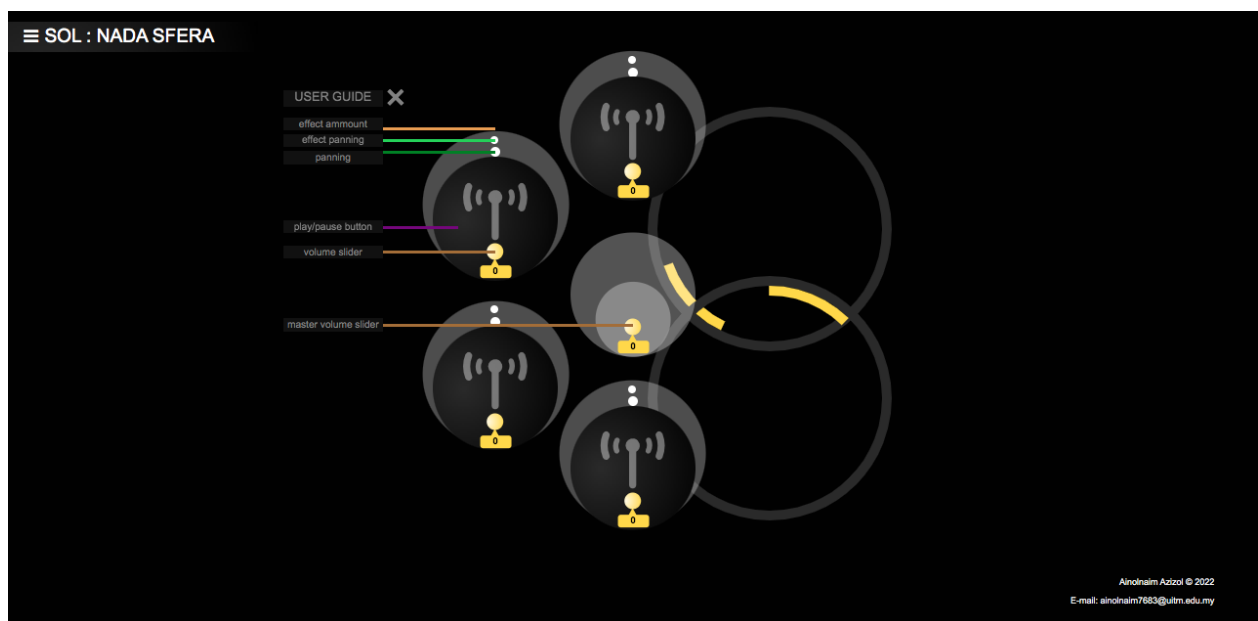 SOL : NADA SFERA
USER GUIDE
effect ammount
effect panning
panning
play/pause button
volume slider
master volume slider
0
0
0
0
0
Ainolnaim Azizol © 2022
E-mail: ainolnaim7683@uitm.edu.my